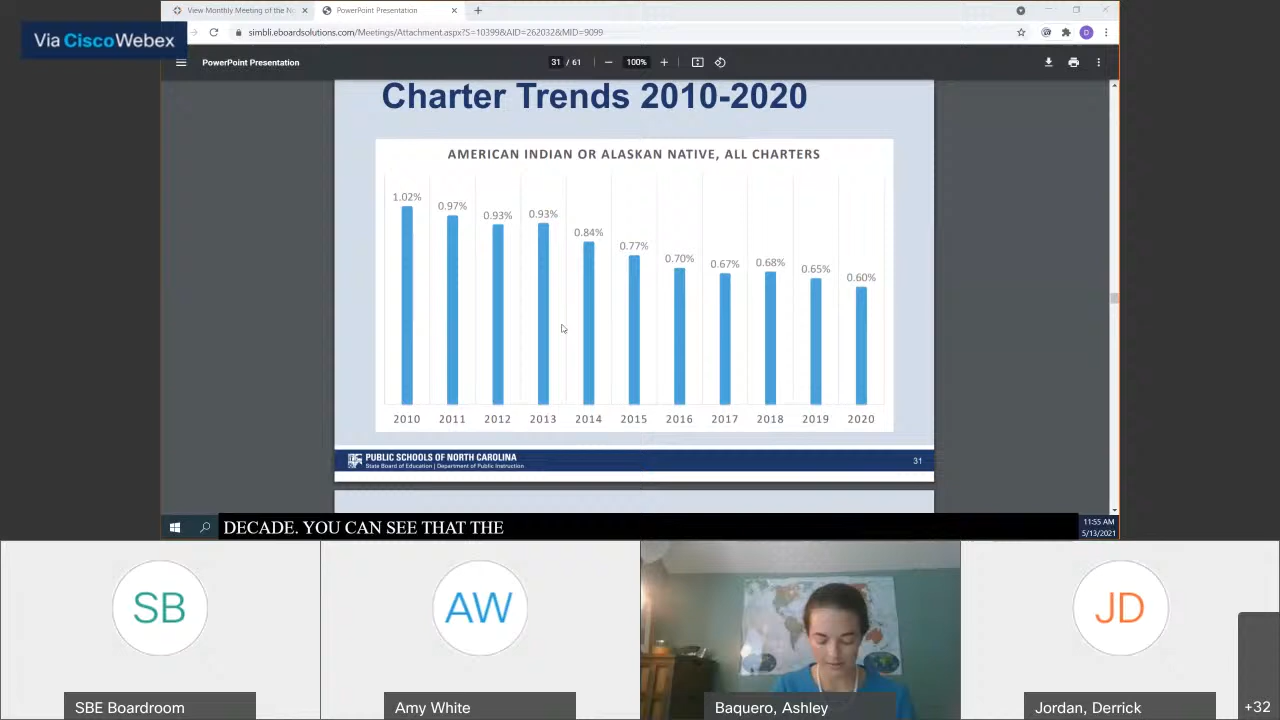 View Monthly Meeting of the N
PowerPoint Presentation
Via Cisco Webex
simbli.eboardsolutions.com/Meetings/Attachment.aspx?S=10399&AID=262032&MID=9099
D
PowerPoint Presentation
31 / 61
100%
Charter Trends 2010-2020
AMERICAN INDIAN OR ALASKAN NATIVE, ALL CHARTERS
1.02% 0.97% 0.93% 0.93% 0.84% 0.77% 0.70% 0.67% 0.68% 0.65% 0.60%
2010 2011 2012 2013 2014 2015 2016 2017 2018 2019 2020
PUBLIC SCHOOLS OF NORTH CAROLINA
State Board of Education | Department of Public Instruction
31
DECADE. YOU CAN SEE THAT THE
11:55 AM
5/13/2021
SB
AW
JD
SBE Boardroom
Amy White
Baquero, Ashley
Jordan, Derrick
+32